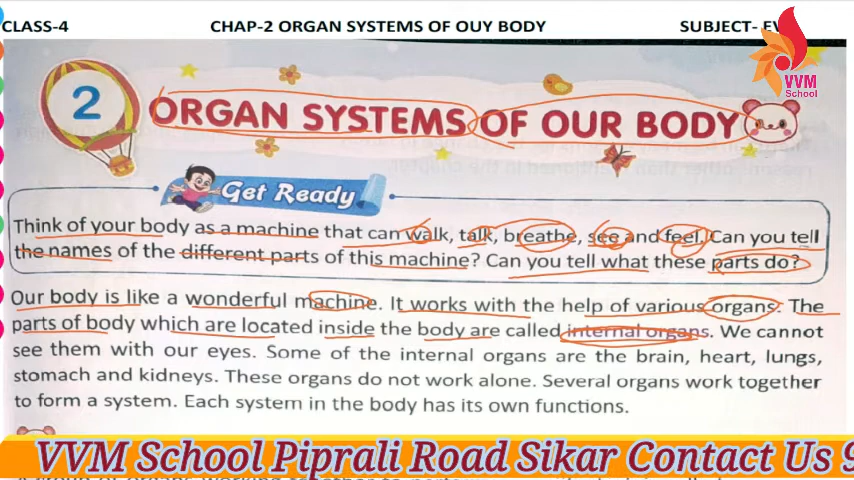 CLASS-4 CHAP-2 ORGAN SYSTEMS OF OUY BODY SUBJECT-
VVM
School
2
ORGAN SYSTEMS OF OUR BODY
Get Ready
Think of your body as a machine that can walk, talk, breathe, see and feel. Can you tell
the names of the different parts of this machine? Can you tell what these parts do?
Our body is like a wonderful machine. It works with the help of various organs. The
parts of body which are located inside the body are called internal organs. We cannot
see them with our eyes. Some of the internal organs are the brain, heart, lungs,
stomach and kidneys. These organs do not work alone. Several organs work together
to form a system. Each system in the body has its own functions.
VVM School Piprali Road Sikar Contact Us 9